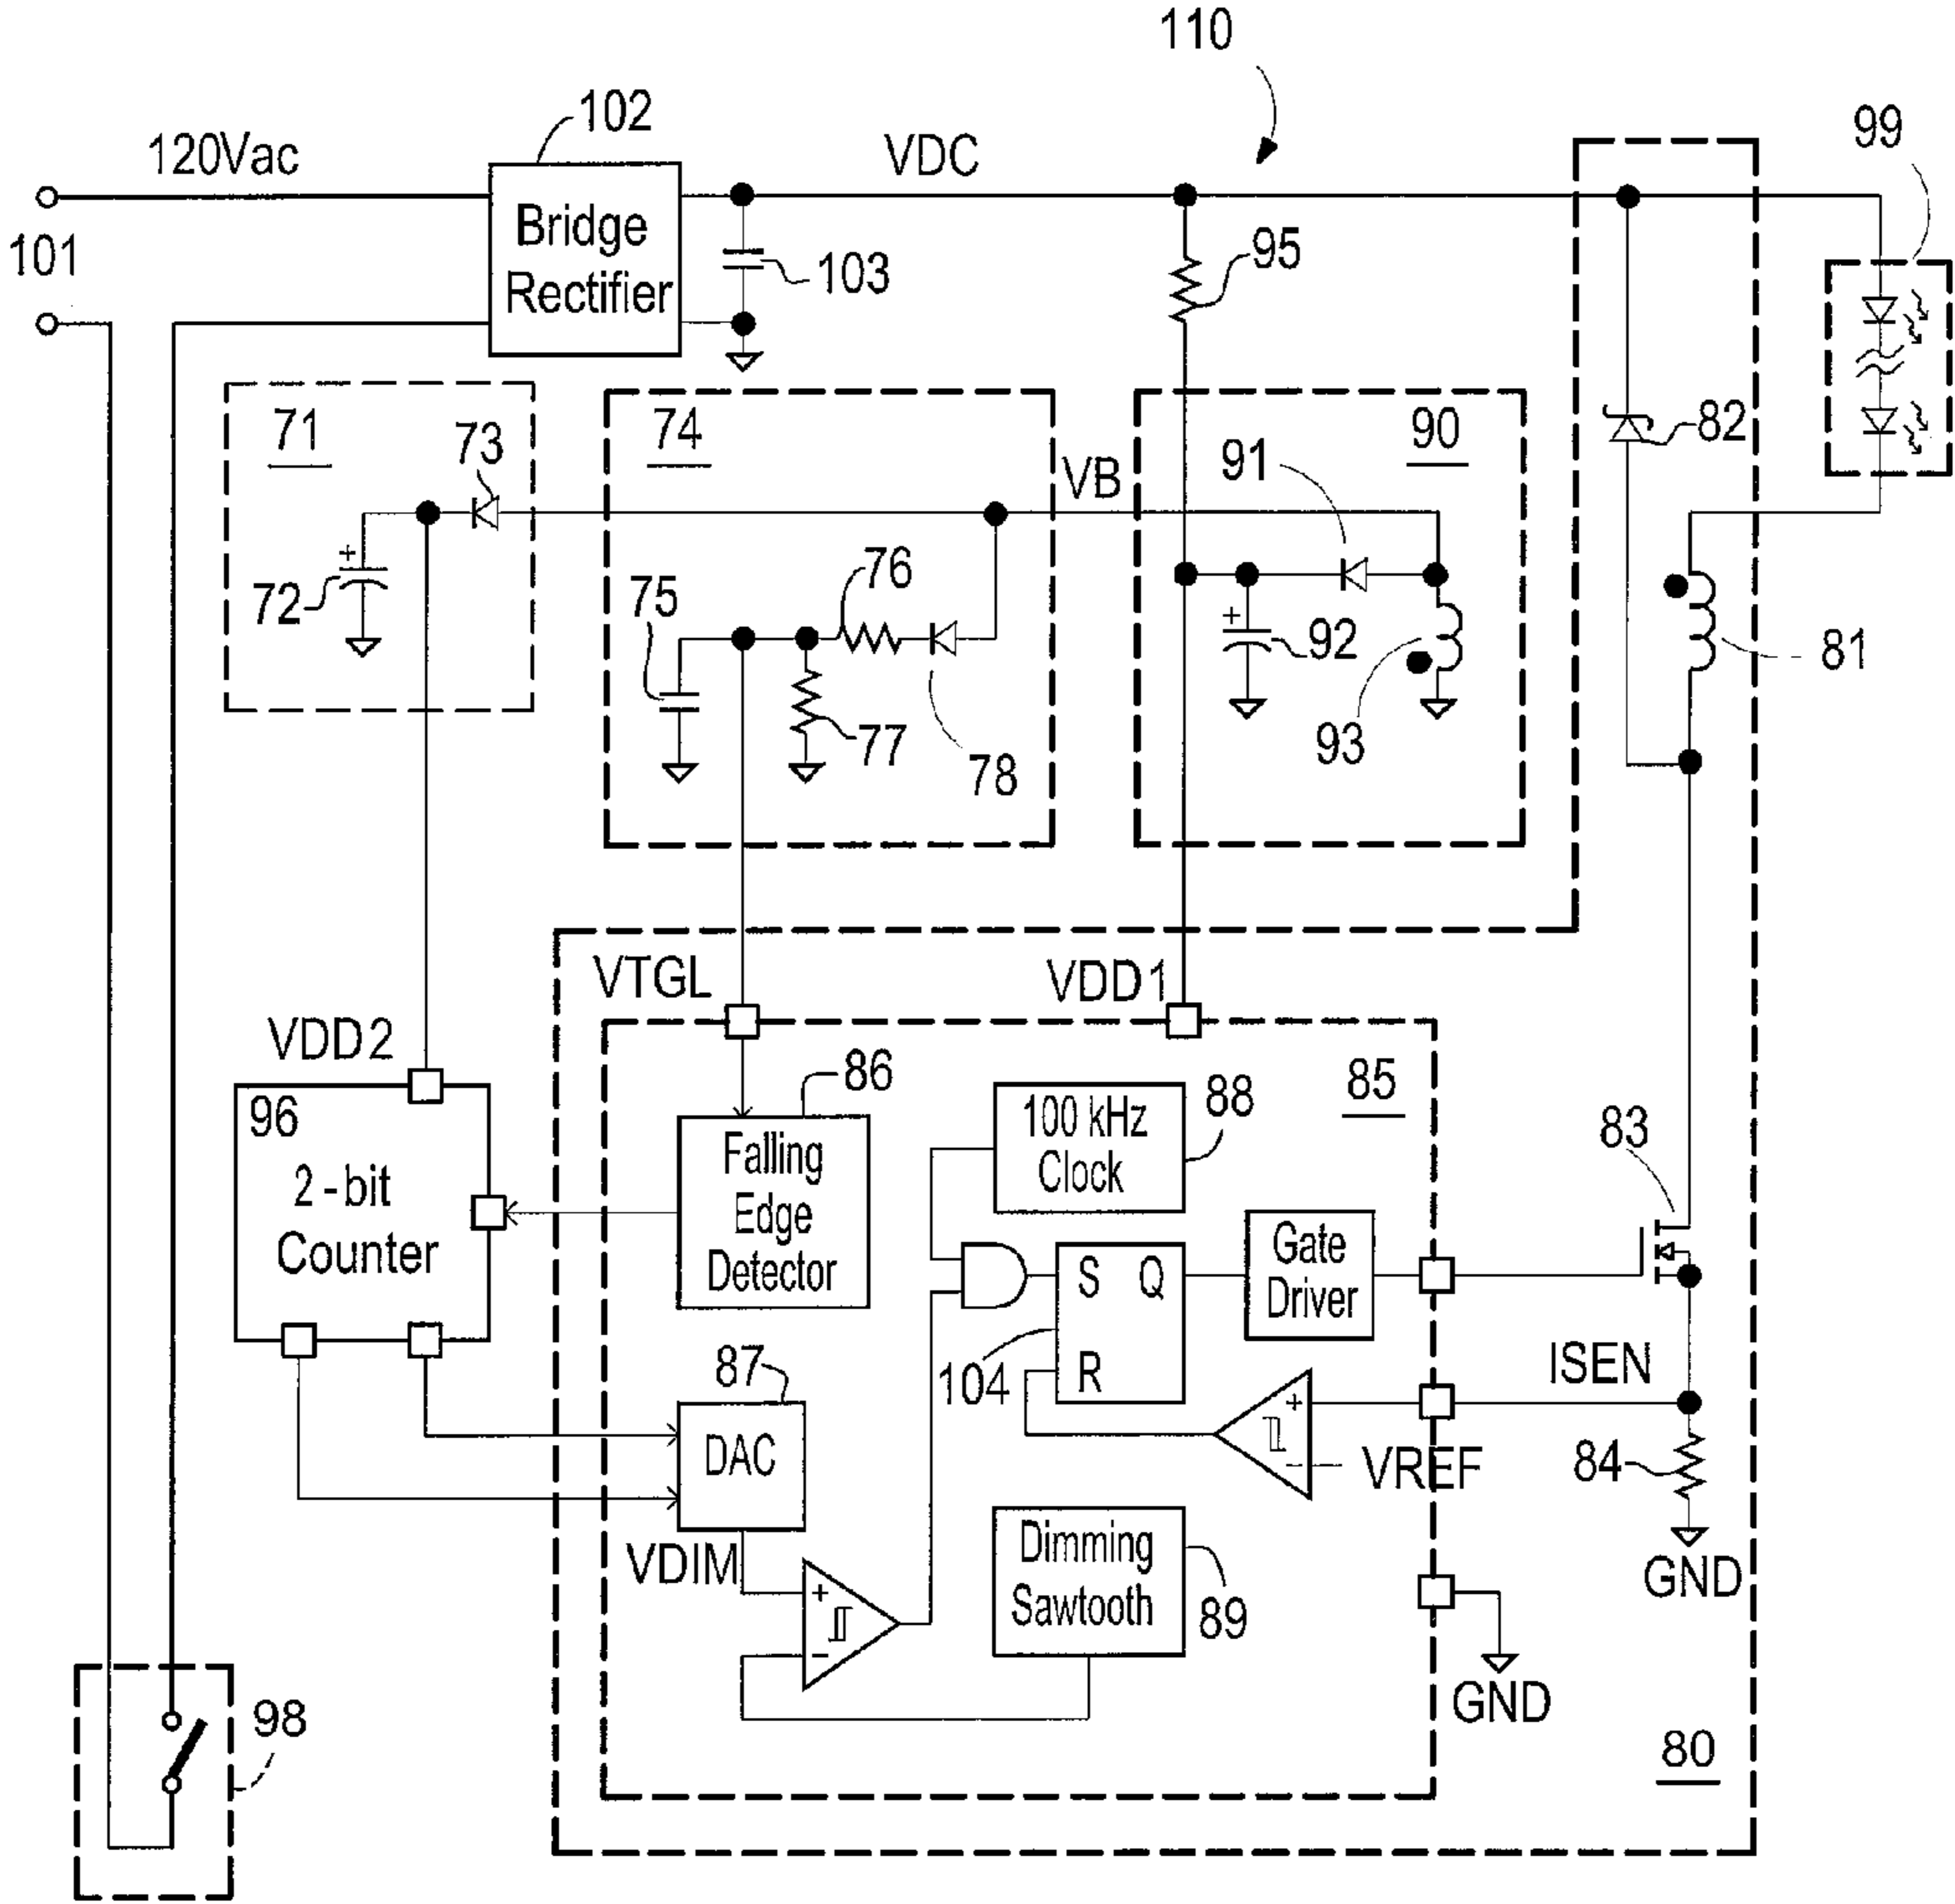 110
102
99
120Vac
VDC
Bridge
Rectifier
101
103
95
71
73
74
VB
91
90
82
72
75
76
92
81
77
78
93
VTGL
VDD1
VDD2
86
85
96
2-bit
Counter
Falling
Edge
Detector
100 kHz
Clock
88
83
S
Q
Gate
Driver
R
104
87
ISEN
DAC
VREF
84
VDIM
Dimming
Sawtooth
89
GND
GND
98
80